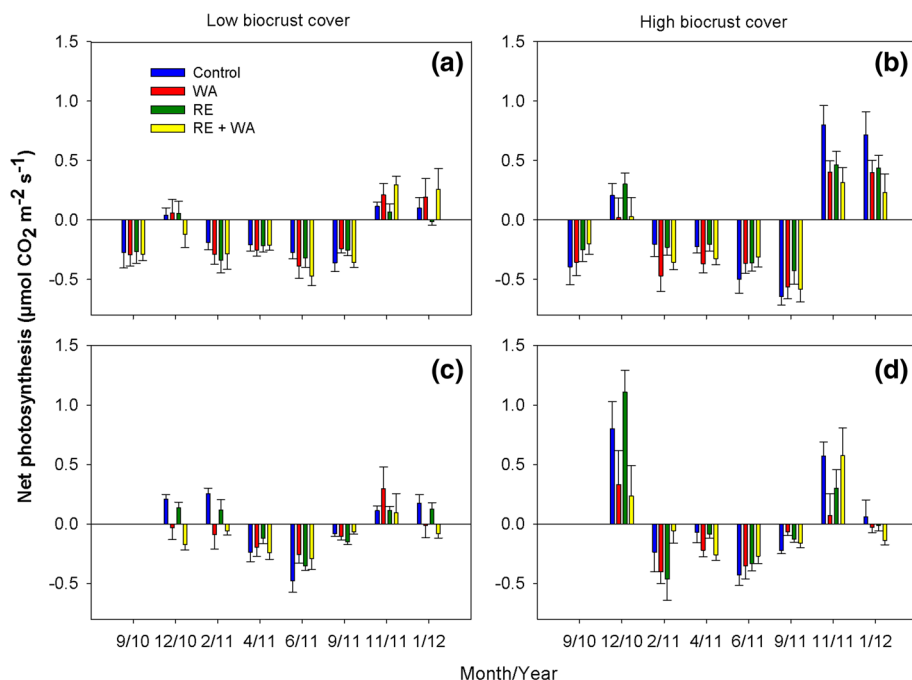 Low biocrust cover
High biocrust cover
Net photosynthesis (µmol CO2 m-2 s-1)
1.5
1.0
0.5
0.0
-0.5
(a)
Control
WA
RE
RE + WA
1.5
1.0
0.5
0.0
-0.5
(b)
1.5
1.0
0.5
0.0
-0.5
(c)
1.5
1.0
0.5
0.0
-0.5
(d)
9/10 12/10 2/11 4/11 6/11 9/11 11/11 1/12
9/10 12/10 2/11 4/11 6/11 9/11 11/11 1/12
Month/Year